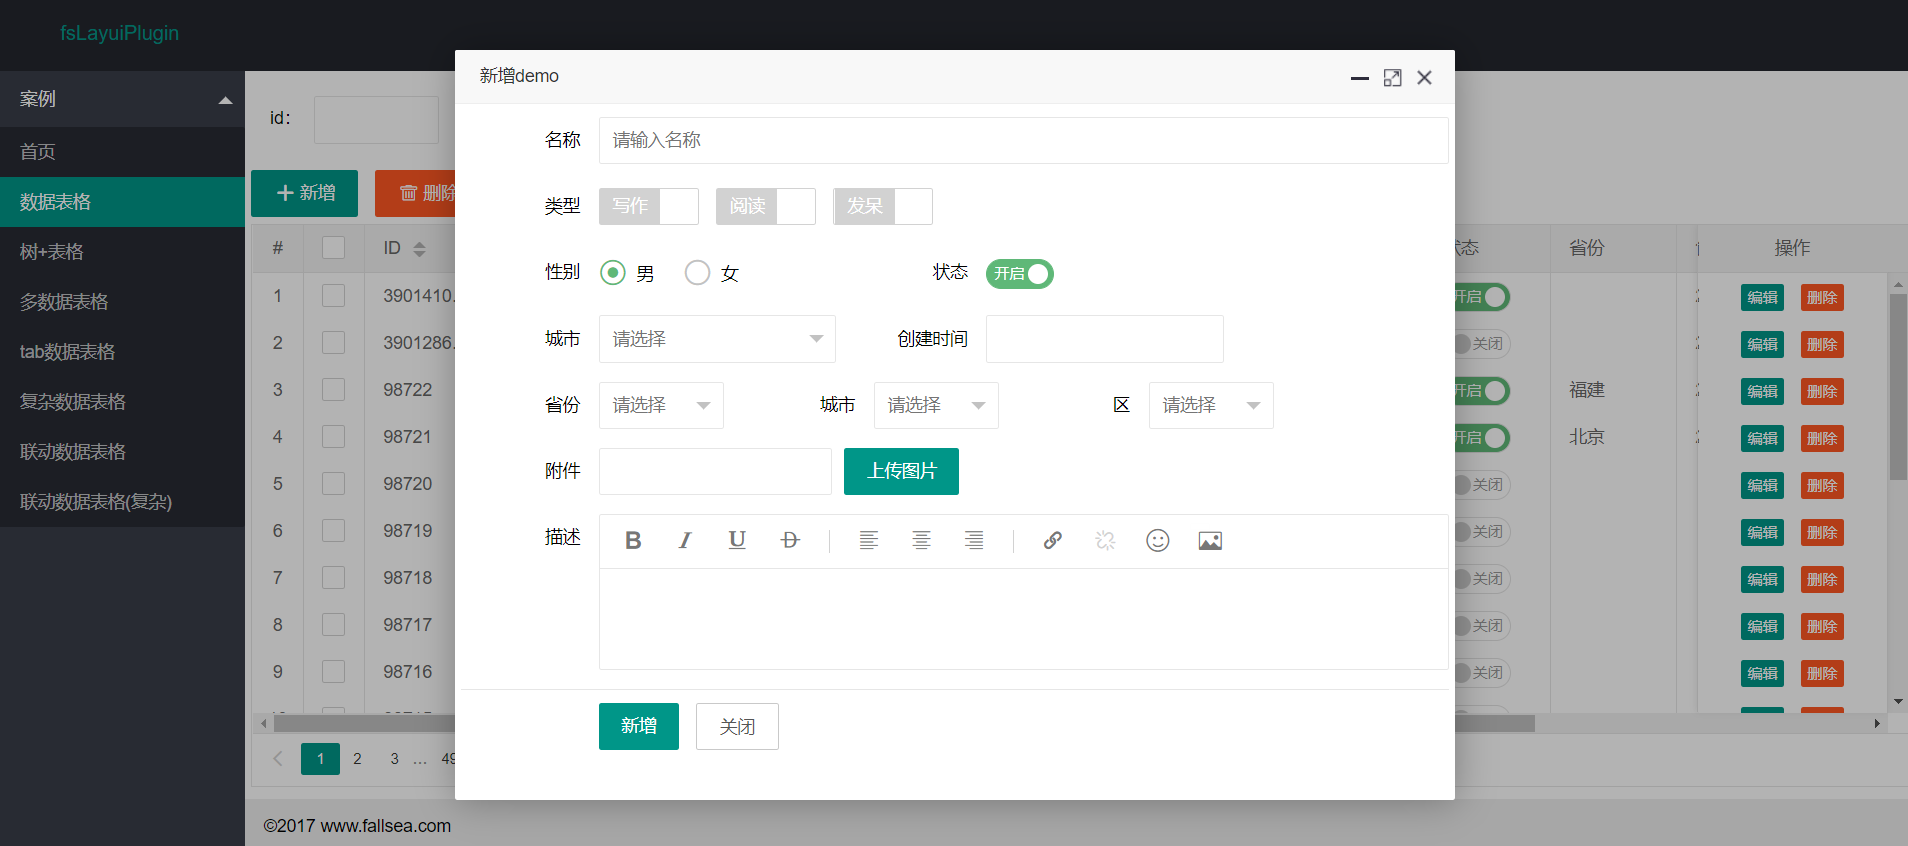 fsLayuiPlugin
案例
首页
数据表格
树+表格
多数据表格
tab数据表格
复杂数据表格
联动数据表格
联动数据表格(复杂)
id：
新增 删除
# ID
1 3901410.
2 3901286.
3 98722
4 98721
5 98720
6 98719
7 98718
8 98717
9 98716
1 2 3 … 49
新增demo
名称 请输入名称
类型 写作 阅读 发呆
性别 男 女 状态 开启
城市 请选择 创建时间
省份 请选择 城市 请选择 区 请选择
附件 上传图片
描述 B I U D
新增 关闭
状态 省份 操作
开启 编辑 删除
关闭 编辑 删除
开启 福建 编辑 删除
开启 北京 编辑 删除
关闭 编辑 删除
关闭 编辑 删除
关闭 编辑 删除
关闭 编辑 删除
关闭 编辑 删除
©2017 www.fallsea.com